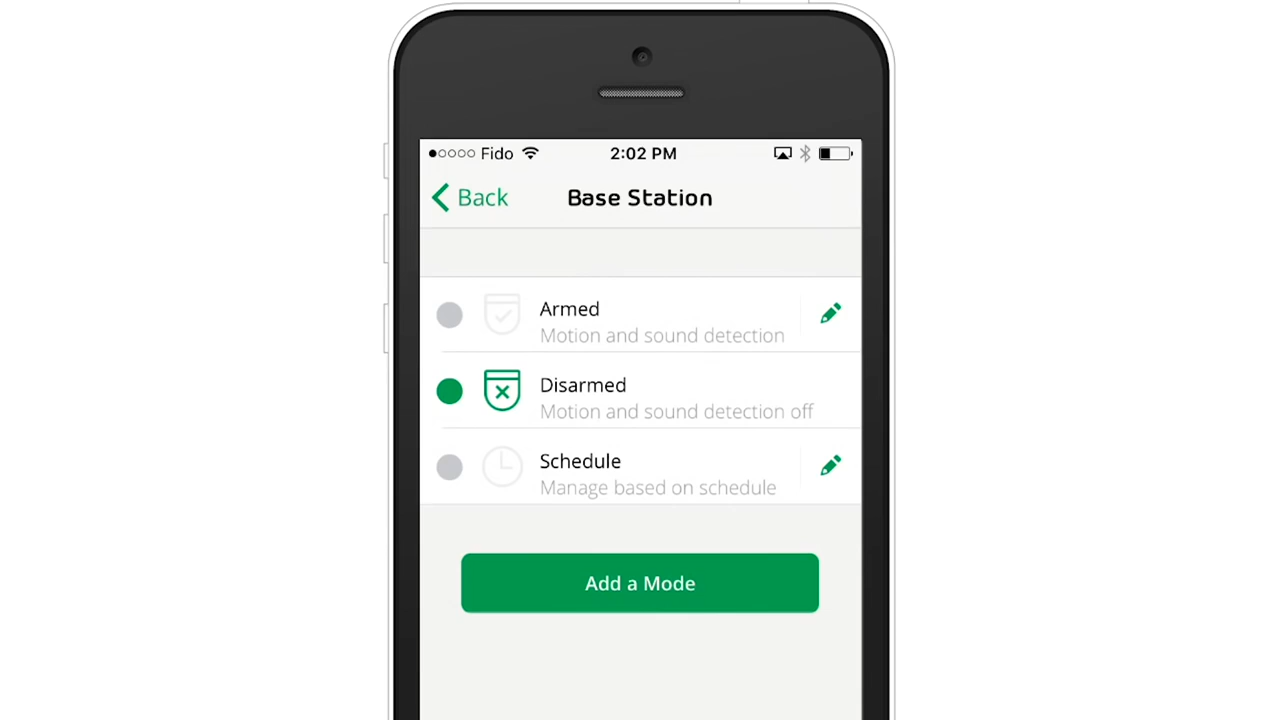 Fido 2:02 PM
Back Base Station
Armed
Motion and sound detection
Disarmed
Motion and sound detection off
Schedule
Manage based on schedule
Add a Mode